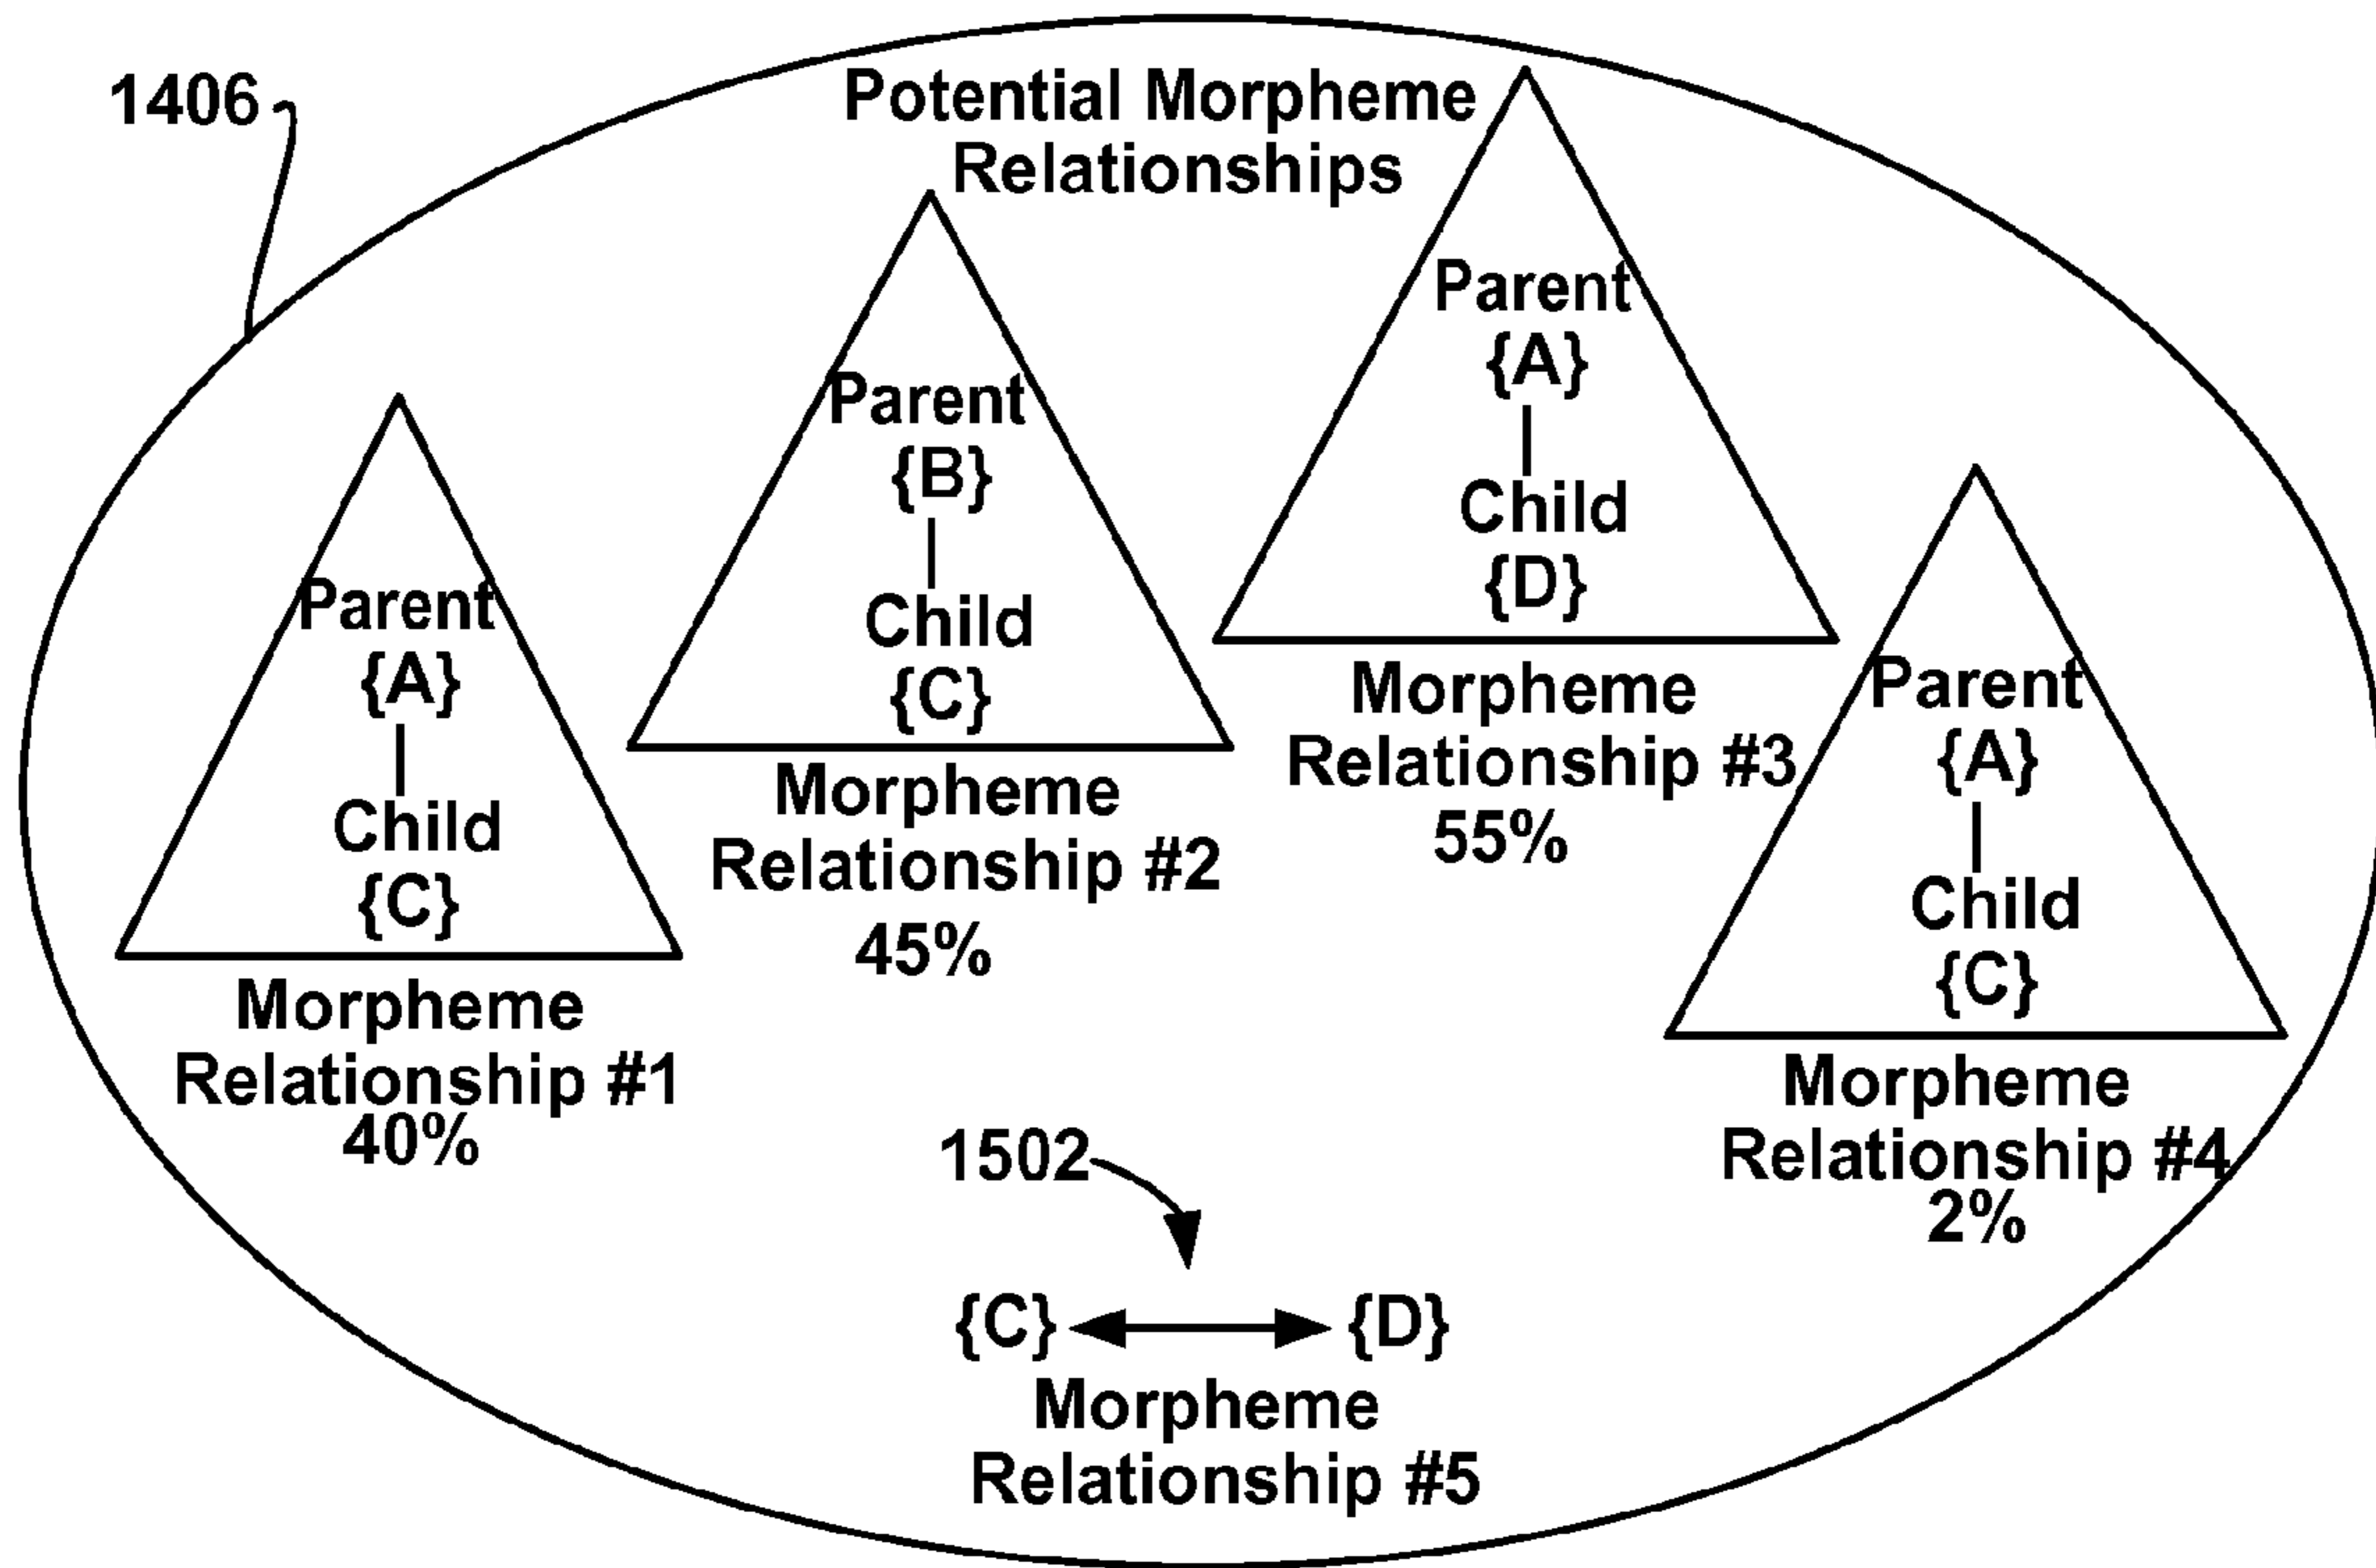 1406
Potential Morpheme
Relationships
Parent
{A}
Child
{C}
Morpheme
Relationship #1
40%
Parent
{B}
Child
{C}
Morpheme
Relationship #2
45%
Parent
{A}
Child
{D}
Morpheme
Relationship #3
55%
Parent
{A}
Child
{C}
Morpheme
Relationship #4
2%
1502
{C} {D}
Morpheme
Relationship #5